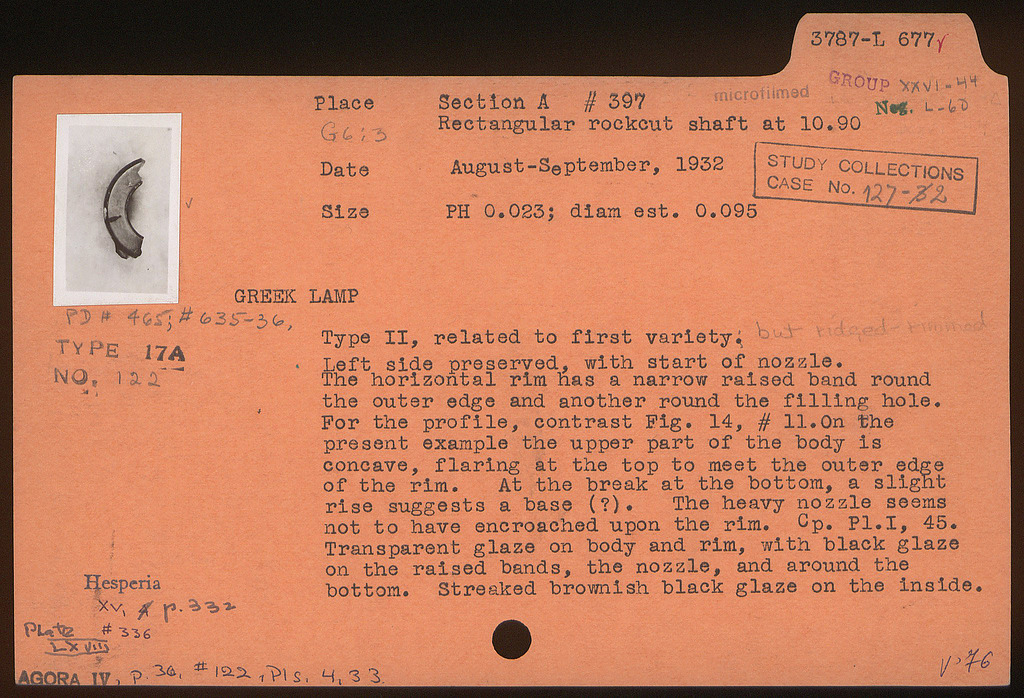 3787-L 677
GROUP XXVI-44
microfilmed
Neg. L-60
Place Section A # 397
G6:3 Rectangular rockcut shaft at 10.90
Date August-September, 1932
STUDY COLLECTIONS
CASE No. 127-32
Size PH 0.023; diam est. 0.095
GREEK LAMP
PD# 465; #635-36,
TYPE 17A
NO. 122
Type II, related to first variety; but ridged rimmed
Left side preserved, with start of nozzle.
The horizontal rim has a narrow raised band round
the outer edge and another round the filling hole.
For the profile, contrast Fig. 14, # 11.On the
present example the upper part of the body is
concave, flaring at the top to meet the outer edge
of the rim. At the break at the bottom, a slight
rise suggests a base (?). The heavy nozzle seems
not to have encroached upon the rim. Cp. Pl.I, 45.
Transparent glaze on body and rim, with black glaze
on the raised bands, the nozzle, and around the
bottom. Streaked brownish black glaze on the inside.
Hesperia
XV, p. 332
#336
Plate
LXVIII
AGORA IV, p. 36, #122, Pls. 4, 33
V:76